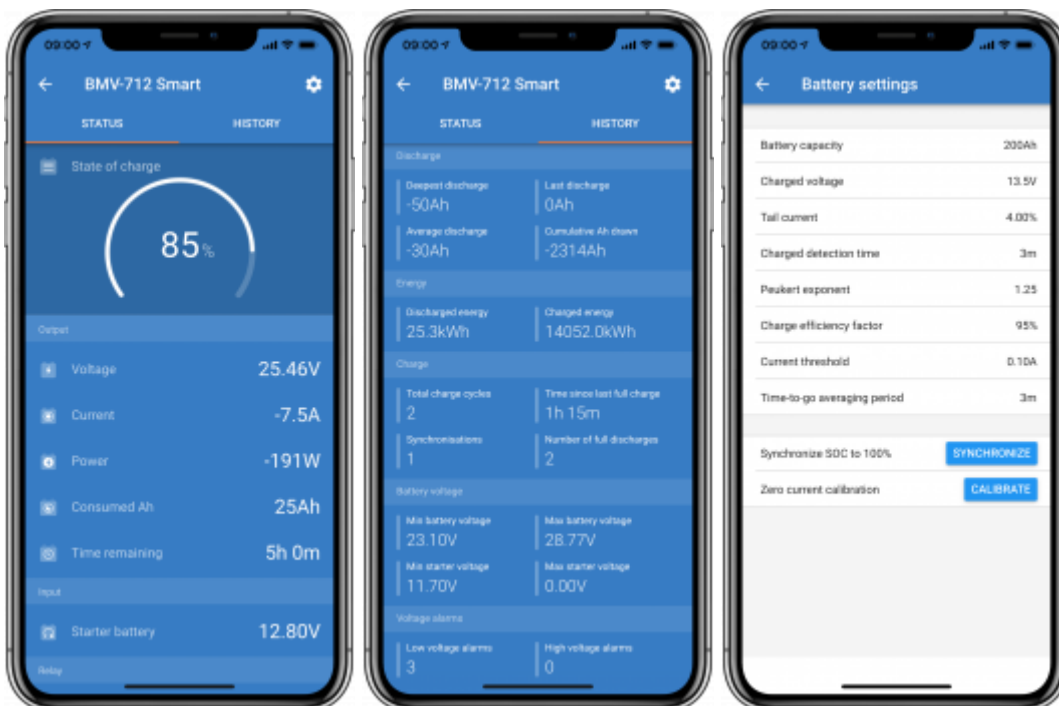 09:00
BMV-712 Smart
STATUS HISTORY
State of charge
85%
Output
Voltage 25.46V
Current -7.5A
Power -191W
Consumed Ah 25Ah
Time remaining 5h 0m
Input
Starter battery 12.80V
Relay
09:00
BMV-712 Smart
STATUS HISTORY
Discharge
Deepest discharge Last discharge
-50Ah 0Ah
Average discharge Cumulative Ah drawn
-30Ah -2314Ah
Energy
Discharged energy Charged energy
25.3kWh 14052.0kWh
Charge
Total charge cycles Time since last full charge
2 1h 15m
Synchronisations Number of full discharges
1 2
Battery voltage
Min battery voltage Max battery voltage
23.10V 28.77V
Min starter voltage Max starter voltage
11.70V 0.00V
Voltage alarms
Low voltage alarms High voltage alarms
3 0
09:00
Battery settings
Battery capacity 200Ah
Charged voltage 13.5V
Tail current 4.00%
Charged detection time 3m
Peukert exponent 1.25
Charge efficiency factor 95%
Current threshold 0.10A
Time-to-go averaging period 3m
Synchronize SOC to 100% SYNCHRONIZE
Zero current calibration CALIBRATE